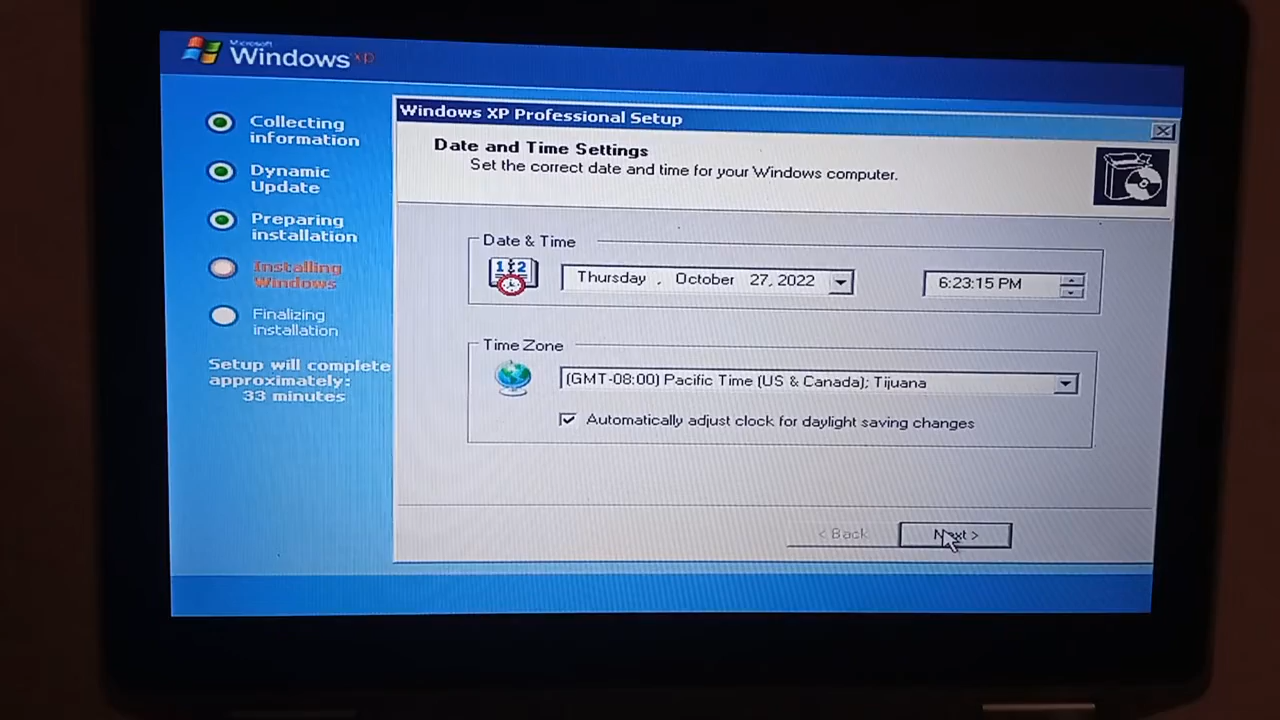 Microsoft
Windows xp
Collecting
information
Dynamic
Update
Preparing
installation
Installing
Windows
Finalizing
installation
Setup will complete
approximately:
33 minutes
Windows XP Professional Setup
Date and Time Settings
Set the correct date and time for your Windows computer.
Date & Time
12
Thursday , October 27, 2022
6:23:15 PM
Time Zone
(GMT-08:00) Pacific Time (US & Canada); Tijuana
Automatically adjust clock for daylight saving changes
< Back
Next >